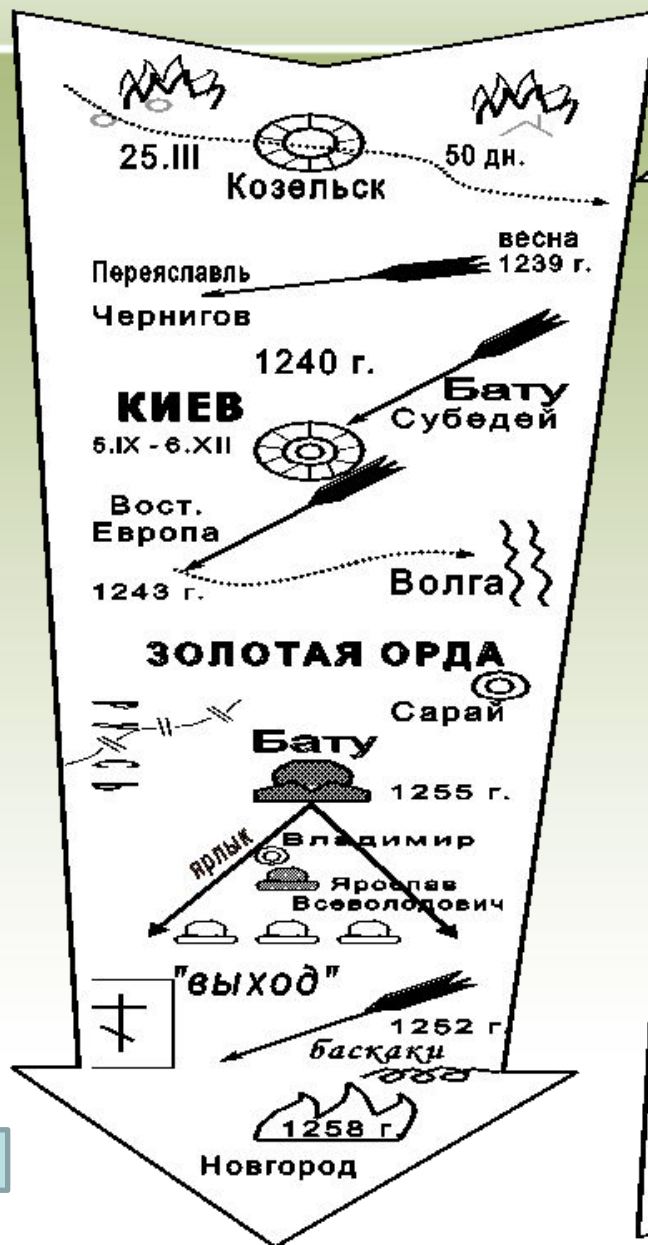 25.III
50 дн.
Козельск
весна
1239 г.
Переяславль
Чернигов
1240 г.
Бату
Субедей
КИЕВ
5.IX - 6.XII
Вост.
Европа
1243 г.
Волга
ЗОЛОТАЯ ОРДА
Сарай
Бату
1255 г.
ярлык
Владимир
Ярослав
Всеволодович
"выход"
1252 г.
баскаки
1258 г.
Новгород